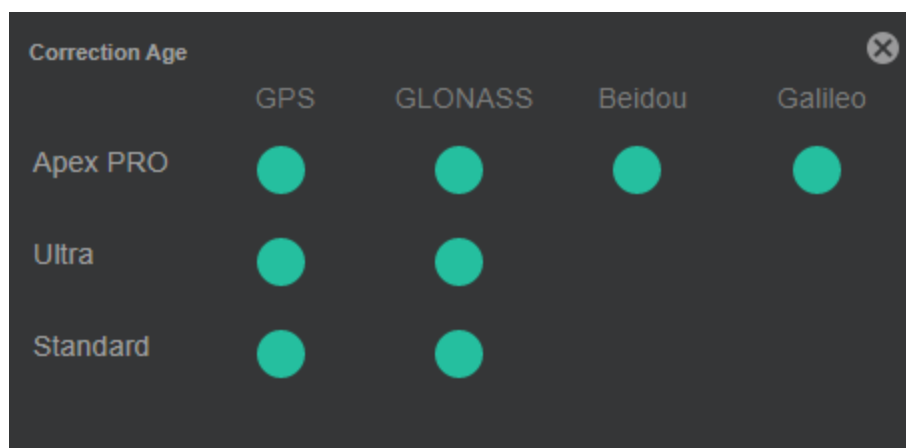 Correction Age
GPS GLONASS Beidou Galileo
Apex PRO
Ultra
Standard